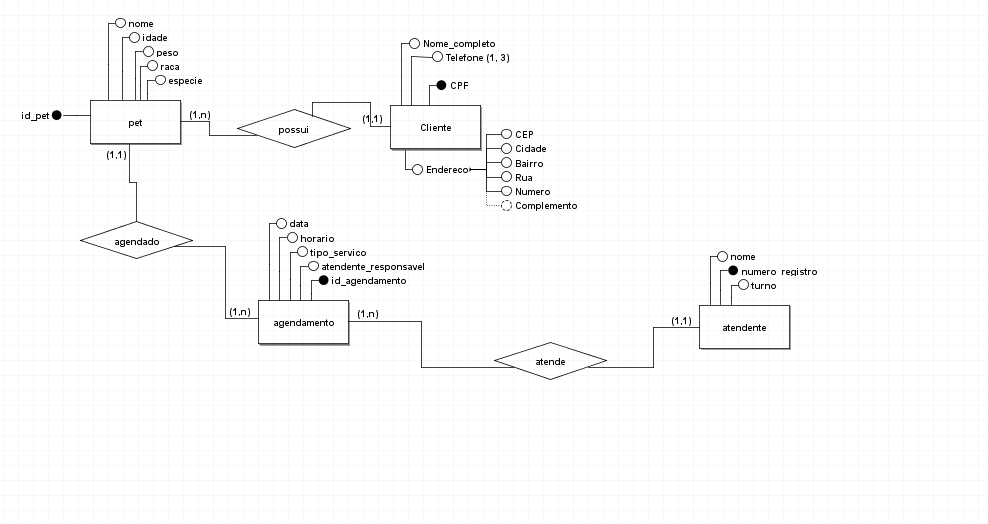 nome
idade
peso
raca
especie
id_pet
pet
(1,n)
possui
(1,1)
Nome_completo
Telefone (1, 3)
CPF
Cliente
Endereco
CEP
Cidade
Bairro
Rua
Numero
Complemento
(1,1)
agendado
data
horario
tipo_servico
atendente_responsavel
id_agendamento
(1,n)
agendamento
(1,n)
atende
(1,1)
nome
numero_registro
turno
atendente